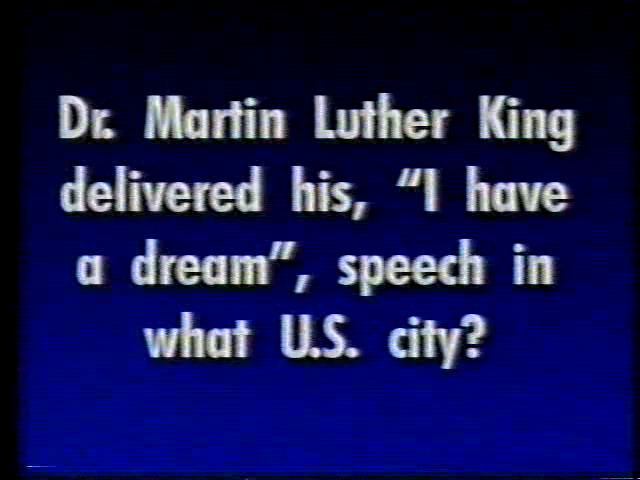 Dr. Martin Luther King
delivered his, “I have
a dream”, speech in
what U.S. city?